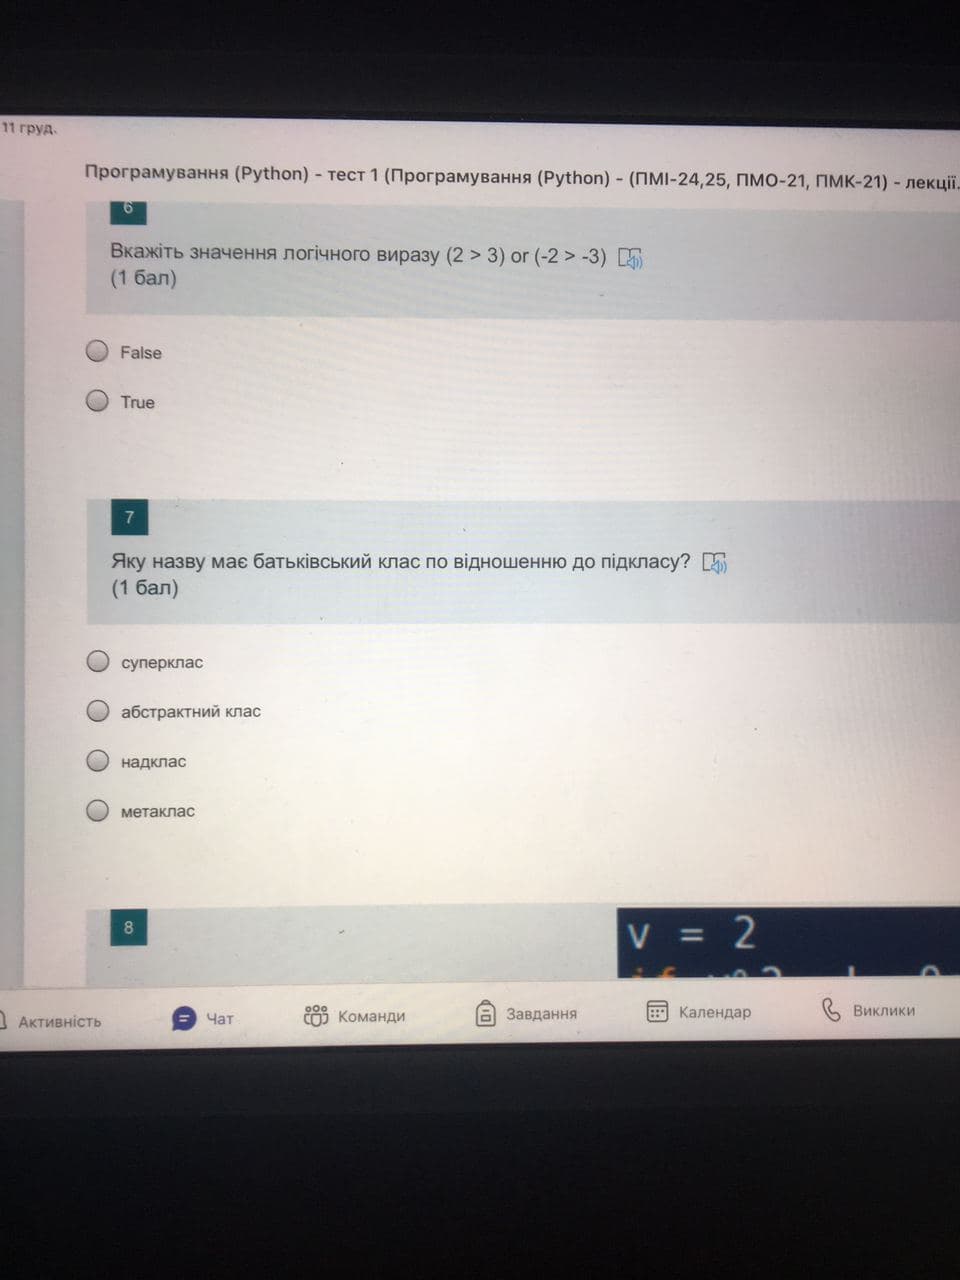 11 груд.
Програмування (Python) - тест 1 (Програмування (Python) - (ПМІ-24,25, ПМО-21, ПМК-21) - лекції.
6
Вкажіть значення логічного виразу (2 > 3) or (-2 > -3)
(1 бал)
False
True
7
Яку назву має батьківський клас по відношенню до підкласу?
(1 бал)
суперклас
абстрактний клас
надклас
метаклас
8
v = 2
Активність
Чат
Команди
Завдання
Календар
Виклики